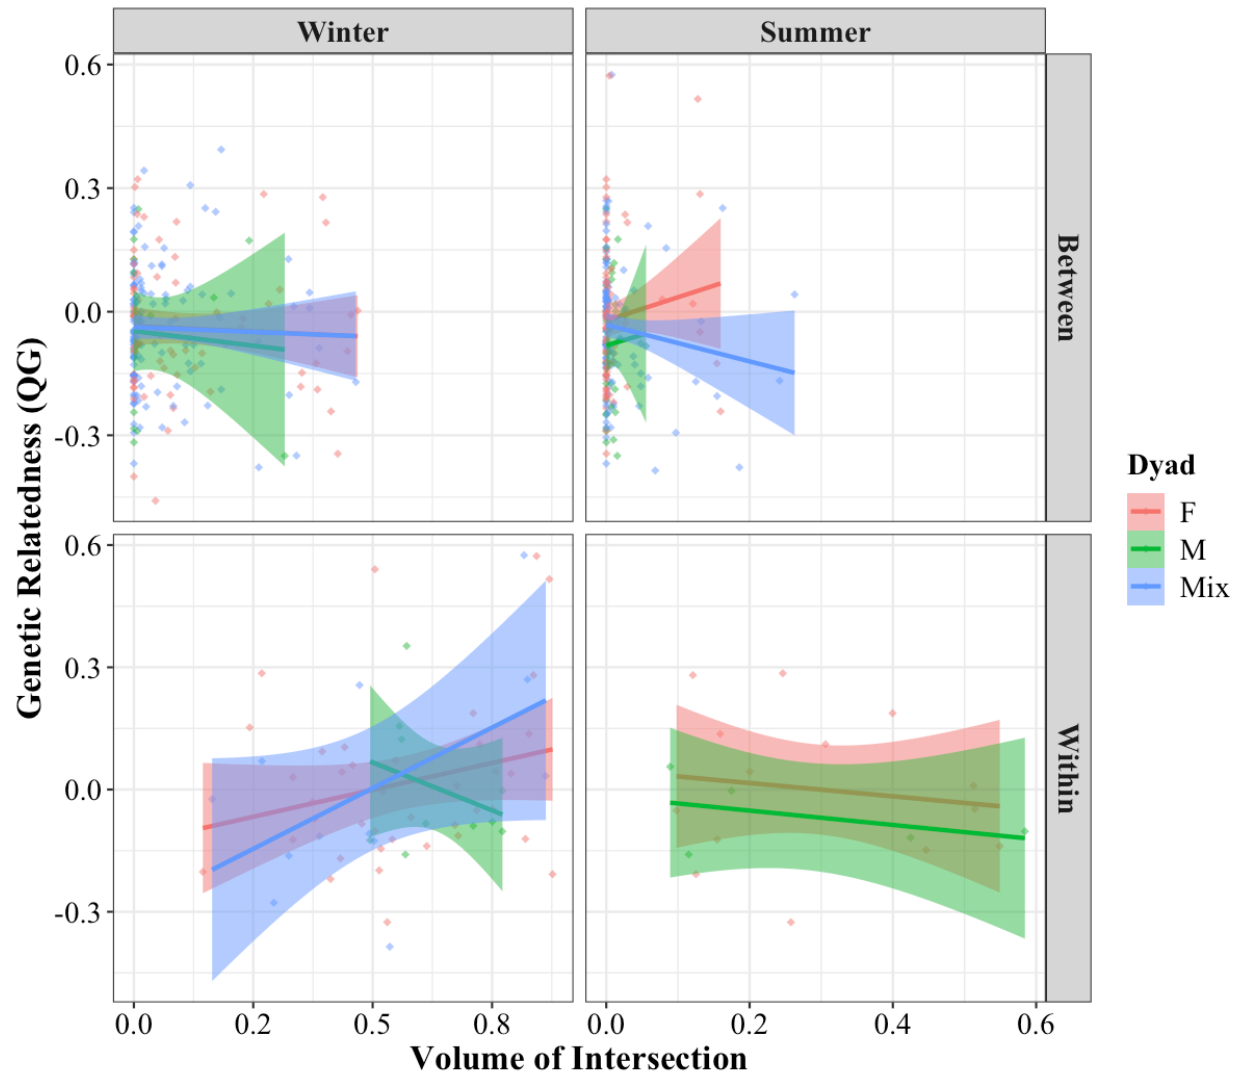 Winter
Summer
0.6
0.3
0.0
-0.3
Between
0.6
0.3
0.0
-0.3
Within
Genetic Relatedness (QG)
0.0
0.2
0.5
0.8
0.0
0.2
0.4
0.6
Volume of Intersection
Dyad
F
M
Mix